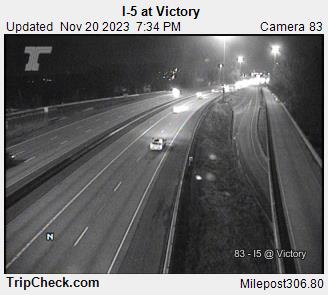 I-5 at Victory
Updated Nov 20 2023 7:34 PM Camera 83
T
N
83 - I5 @ Victory
TripCheck.com Milepost306.80